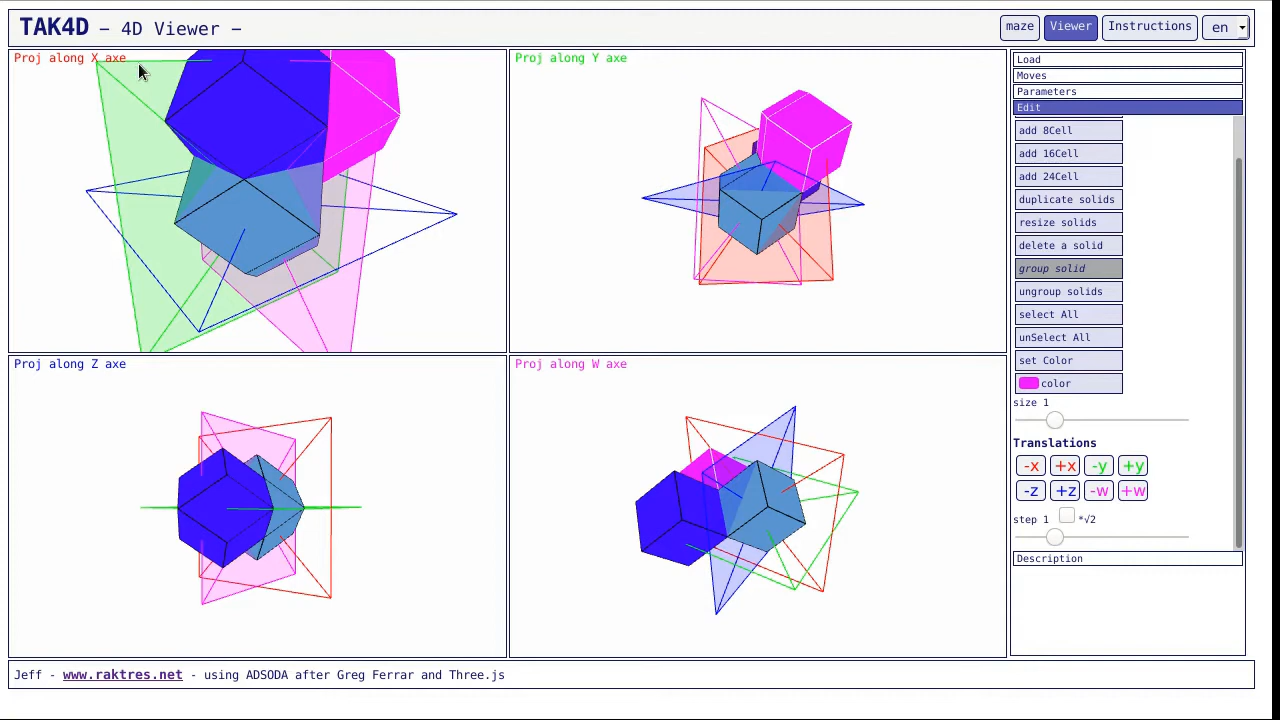 TAK4D – 4D Viewer –
maze
Viewer
Instructions
en
Proj along X axe
Proj along Y axe
Proj along Z axe
Proj along W axe
Load
Moves
Parameters
Edit
add 8Cell
add 16Cell
add 24Cell
duplicate solids
resize solids
delete a solid
group solid
ungroup solids
select All
unSelect All
set Color
color
size 1
Translations
-x +x -y +y
-z +z -w +w
step 1 *√2
Description
Jeff - www.raktres.net - using ADSODA after Greg Ferrar and Three.js